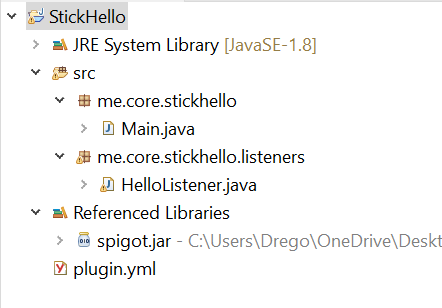 StickHello
JRE System Library [JavaSE-1.8]
src
me.core.stickhello
Main.java
me.core.stickhello.listeners
HelloListener.java
Referenced Libraries
spigot.jar - C:\Users\Drego\OneDrive\Deskt
plugin.yml